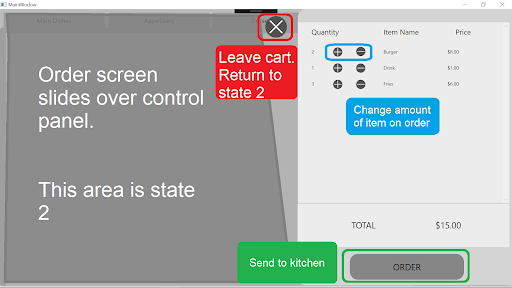 MainWindow
Main Dishes
Appetizers
Order screen
slides over control
panel.
This area is state
2
Leave cart.
Return to
state 2
Quantity Item Name Price
2 Burger $8.00
1 Drink $1.00
3 Fries $6.00
Change amount
of item on order
TOTAL $15.00
Send to kitchen
ORDER